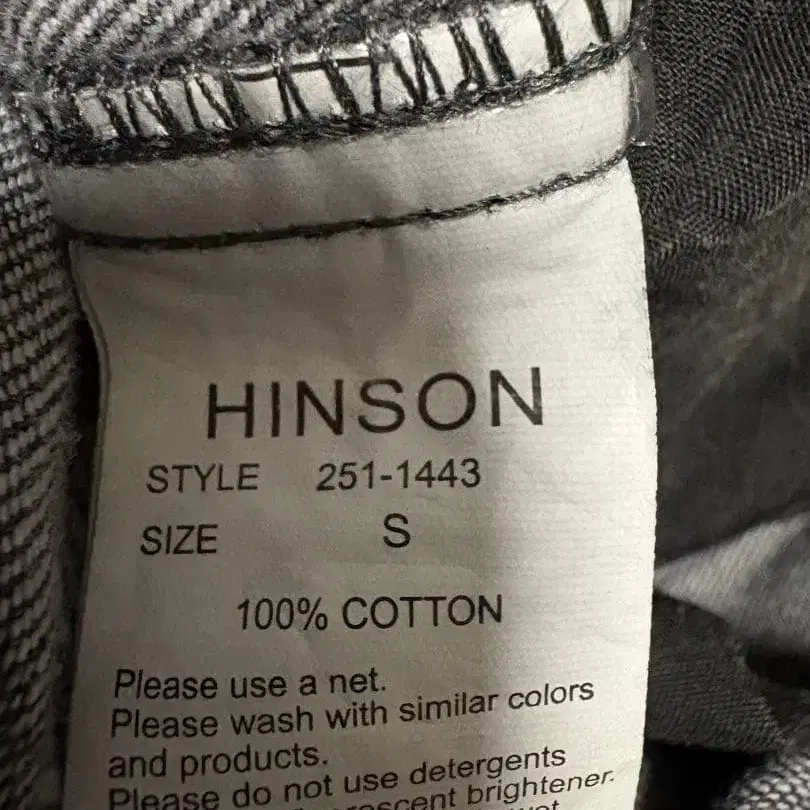 HINSON
STYLE 251-1443
SIZE S
100% COTTON
Please use a net.
Please wash with similar colors
and products.
Please do not use detergents
brightener.